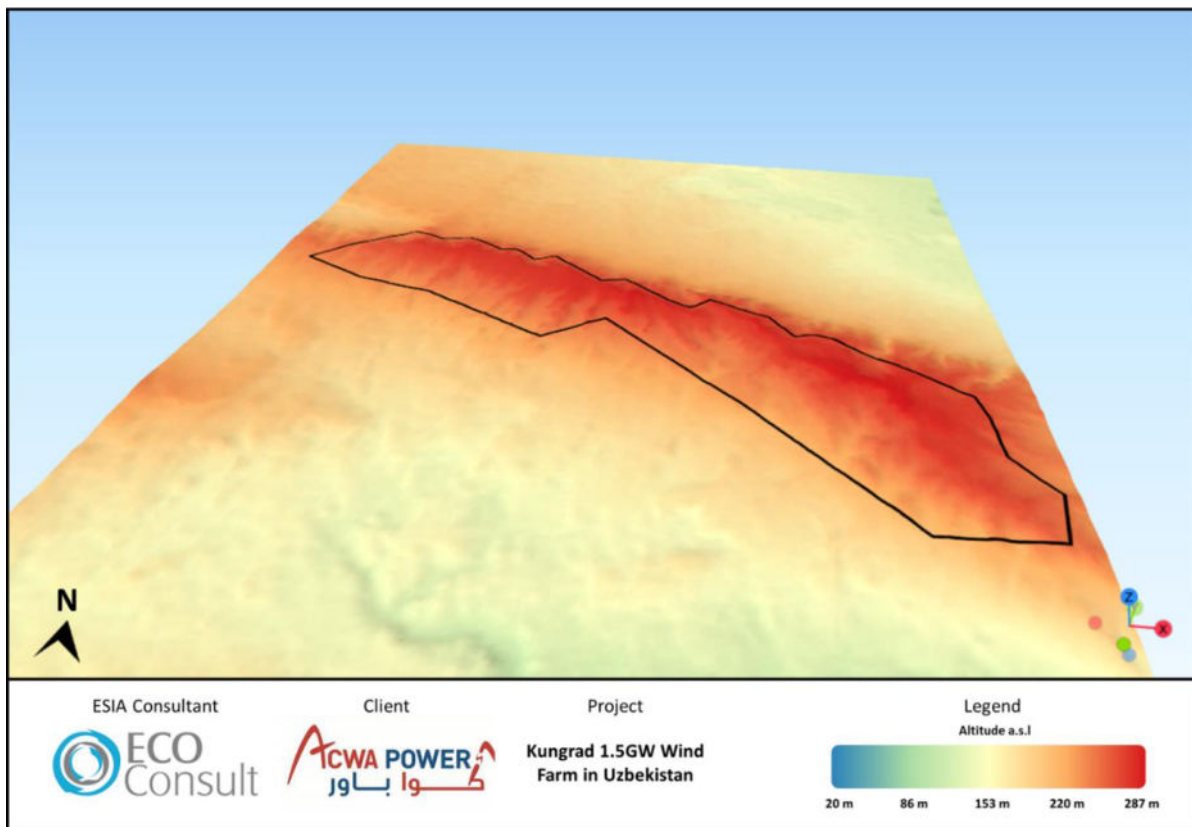 N
Z
X
ESIA Consultant
Client
Project
Legend
ECO
Consult
ACWA POWER
أكوا باور
Kungrad 1.5GW Wind
Farm in Uzbekistan
Altitude a.s.l
20 m 86 m 153 m 220 m 287 m